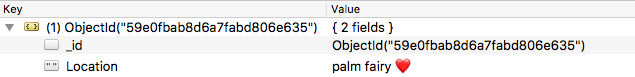 Key Value
(1) ObjectId("59e0fbab8d6a7fabd806e635") { 2 fields }
_id ObjectId("59e0fbab8d6a7fabd806e635")
"" Location palm fairy ❤️